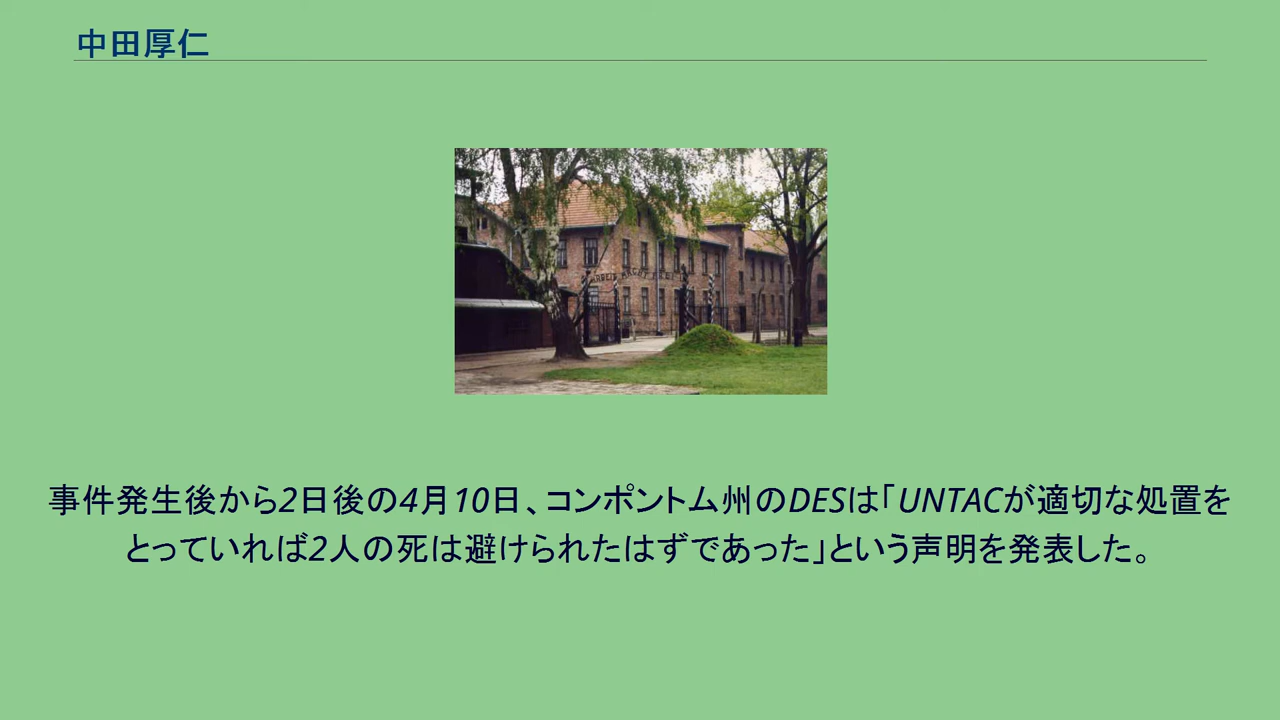 中田厚仁
ARBEIT MACHT FREI
事件発生後から2日後の4月10日、コンポントム州のDESは「UNTACが適切な処置を
とっていれば2人の死は避けられたはずであった」という声明を発表した。